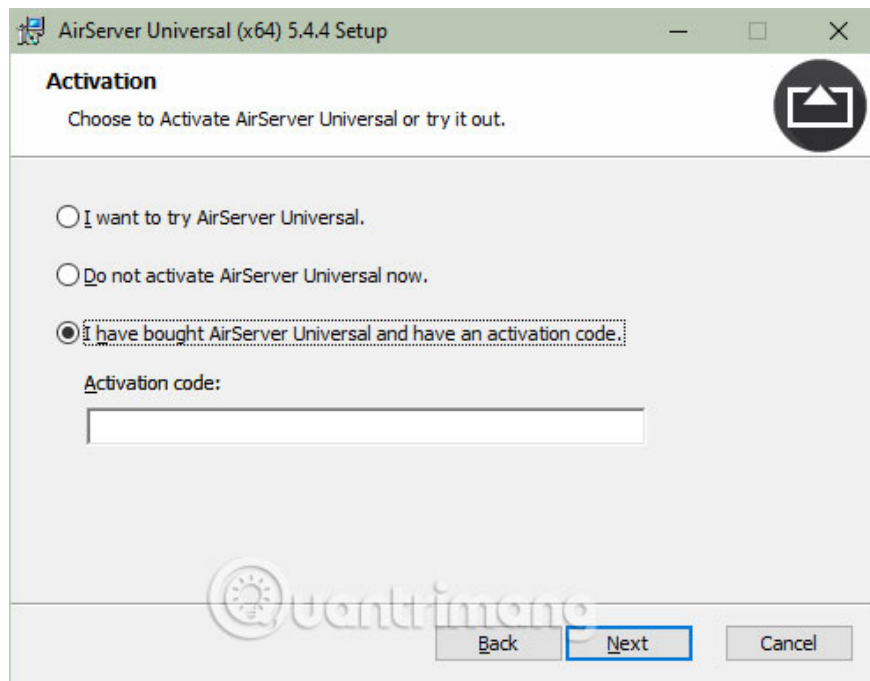 AirServer Universal (x64) 5.4.4 Setup
Activation
Choose to Activate AirServer Universal or try it out.
I want to try AirServer Universal.
Do not activate AirServer Universal now.
I have bought AirServer Universal and have an activation code.
Activation code:
Quantrimang
Back Next Cancel